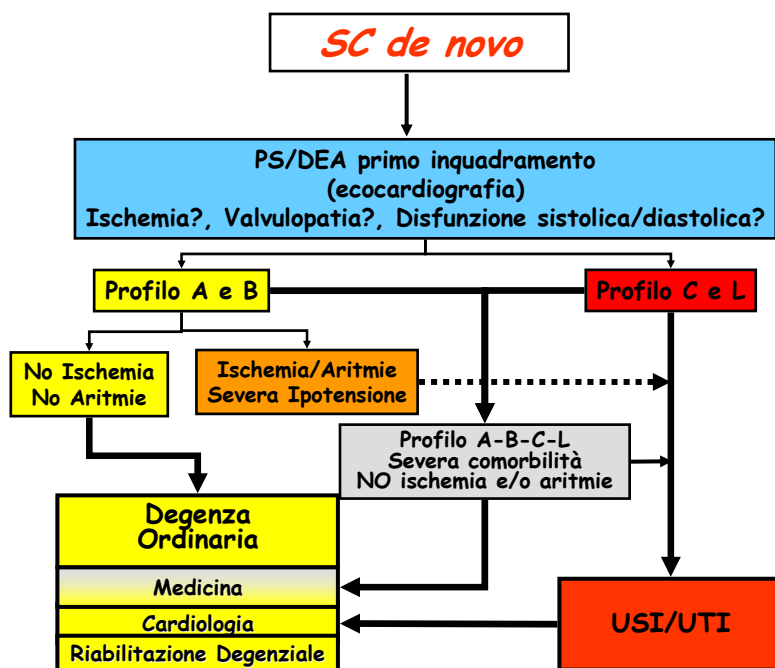 SC de novo
PS/DEA primo inquadramento
(ecocardiografia)
Ischemia?, Valvulopatia?, Disfunzione sistolica/diastolica?
Profilo A e B
Profilo C e L
No Ischemia
No Aritmie
Ischemia/Aritmie
Severa Ipotensione
Profilo A-B-C-L
Severa comorbilità
NO ischemia e/o aritmie
Degenza
Ordinaria
Medicina
Cardiologia
Riabilitazione Degenziale
USI/UTI